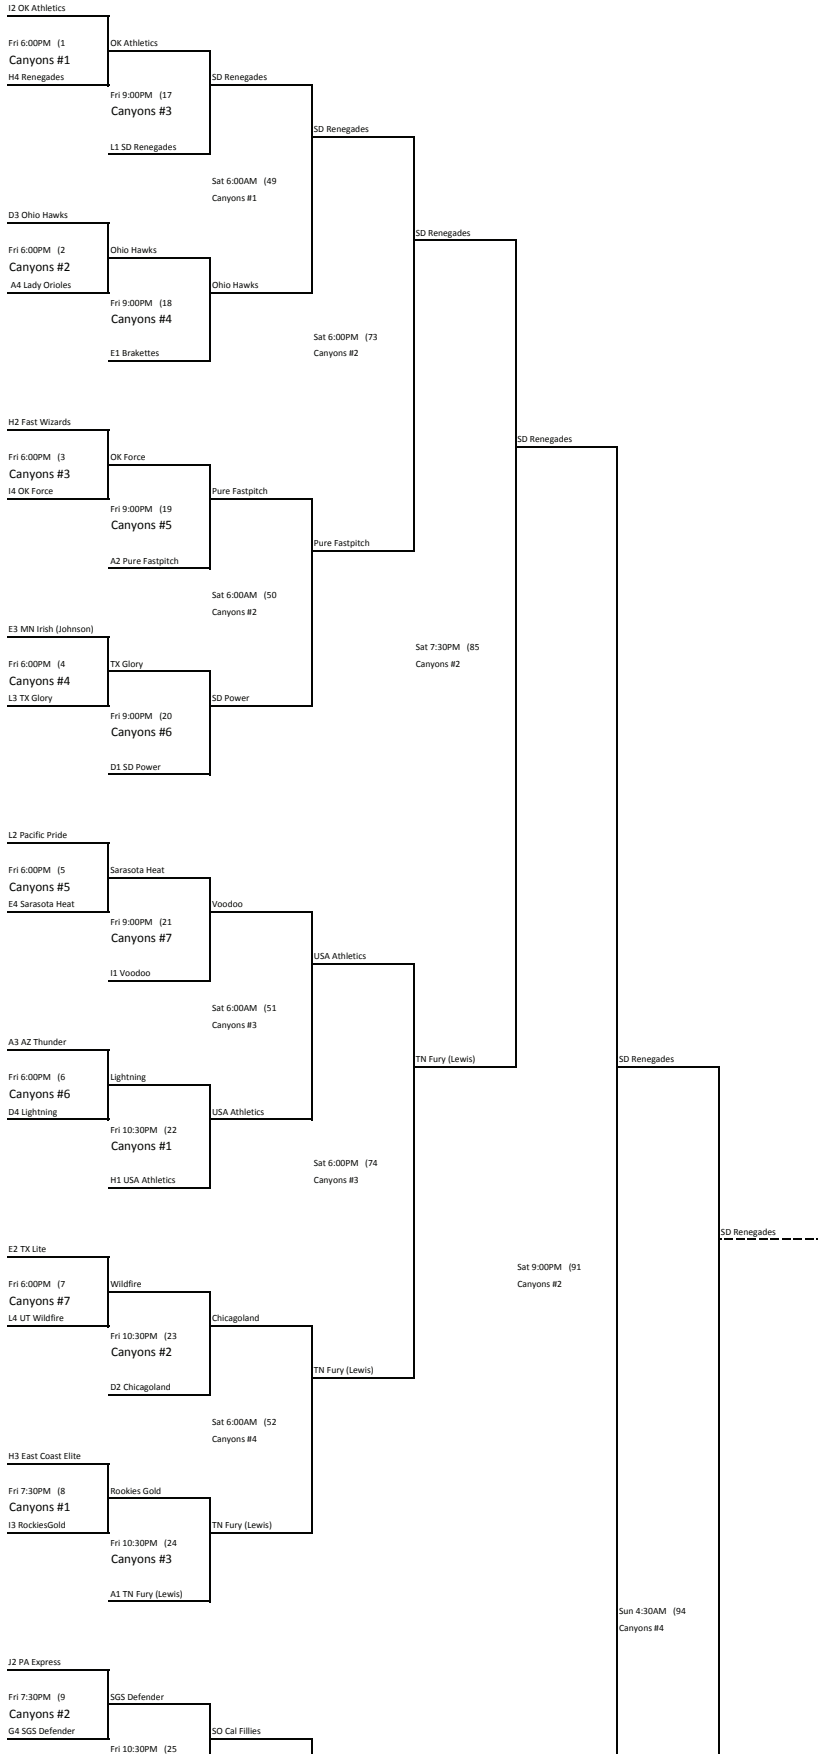 I2 OK Athletics
Fri 6:00PM (1
OK Athletics
Canyons #1
H4 Renegades
SD Renegades
Fri 9:00PM (17
Canyons #3
SD Renegades
L1 SD Renegades
Sat 6:00AM (49
Canyons #1
D3 Ohio Hawks
SD Renegades
Fri 6:00PM (2
Ohio Hawks
Canyons #2
A4 Lady Orioles
Ohio Hawks
Fri 9:00PM (18
Canyons #4
Sat 6:00PM (73
E1 Brakettes
Canyons #2
H2 Fast Wizards
SD Renegades
Fri 6:00PM (3
OK Force
Canyons #3
I4 OK Force
Pure Fastpitch
Fri 9:00PM (19
Canyons #5
Pure Fastpitch
A2 Pure Fastpitch
Sat 6:00AM (50
Canyons #2
E3 MN Irish (Johnson)
Sat 7:30PM (85
Fri 6:00PM (4
TX Glory
Canyons #2
Canyons #4
L3 TX Glory
SD Power
Fri 9:00PM (20
Canyons #6
D1 SD Power
L2 Pacific Pride
Fri 6:00PM (5
Sarasota Heat
Canyons #5
E4 Sarasota Heat
Voodoo
Fri 9:00PM (21
Canyons #7
USA Athletics
I1 Voodoo
Sat 6:00AM (51
Canyons #3
A3 AZ Thunder
TN Fury (Lewis)
SD Renegades
Fri 6:00PM (6
Lightning
Canyons #6
D4 Lightning
USA Athletics
Fri 10:30PM (22
Canyons #1
Sat 6:00PM (74
H1 USA Athletics
Canyons #3
SD Renegades
E2 TX Lite
Sat 9:00PM (91
Fri 6:00PM (7
Wildfire
Canyons #2
Canyons #7
L4 UT Wildfire
Chicagoland
Fri 10:30PM (23
Canyons #2
TN Fury (Lewis)
D2 Chicagoland
Sat 6:00AM (52
Canyons #4
H3 East Coast Elite
Fri 7:30PM (8
Rookies Gold
Canyons #1
I3 RockiesGold
TN Fury (Lewis)
Fri 10:30PM (24
Canyons #3
A1 TN Fury (Lewis)
Sun 4:30AM (94
Canyons #4
J2 PA Express
Fri 7:30PM (9
SGS Defender
Canyons #2
G4 SGS Defender
SO Cal Fillies
Fri 10:30PM (25